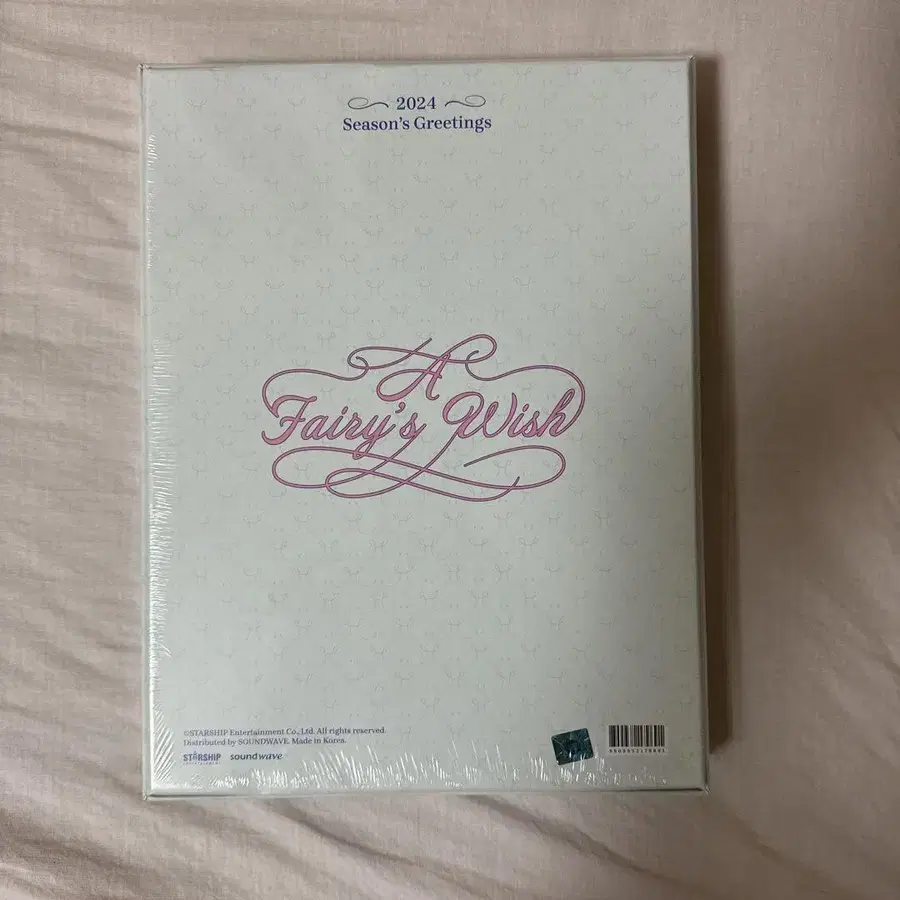 2024
Season's Greetings
A
Fairy's Wish
©STARSHIP Entertainment Co., Ltd. All rights reserved.
Distributed by SOUNDWAVE. Made in Korea.
STARSHIP soundwave
ENTERTAINMENT